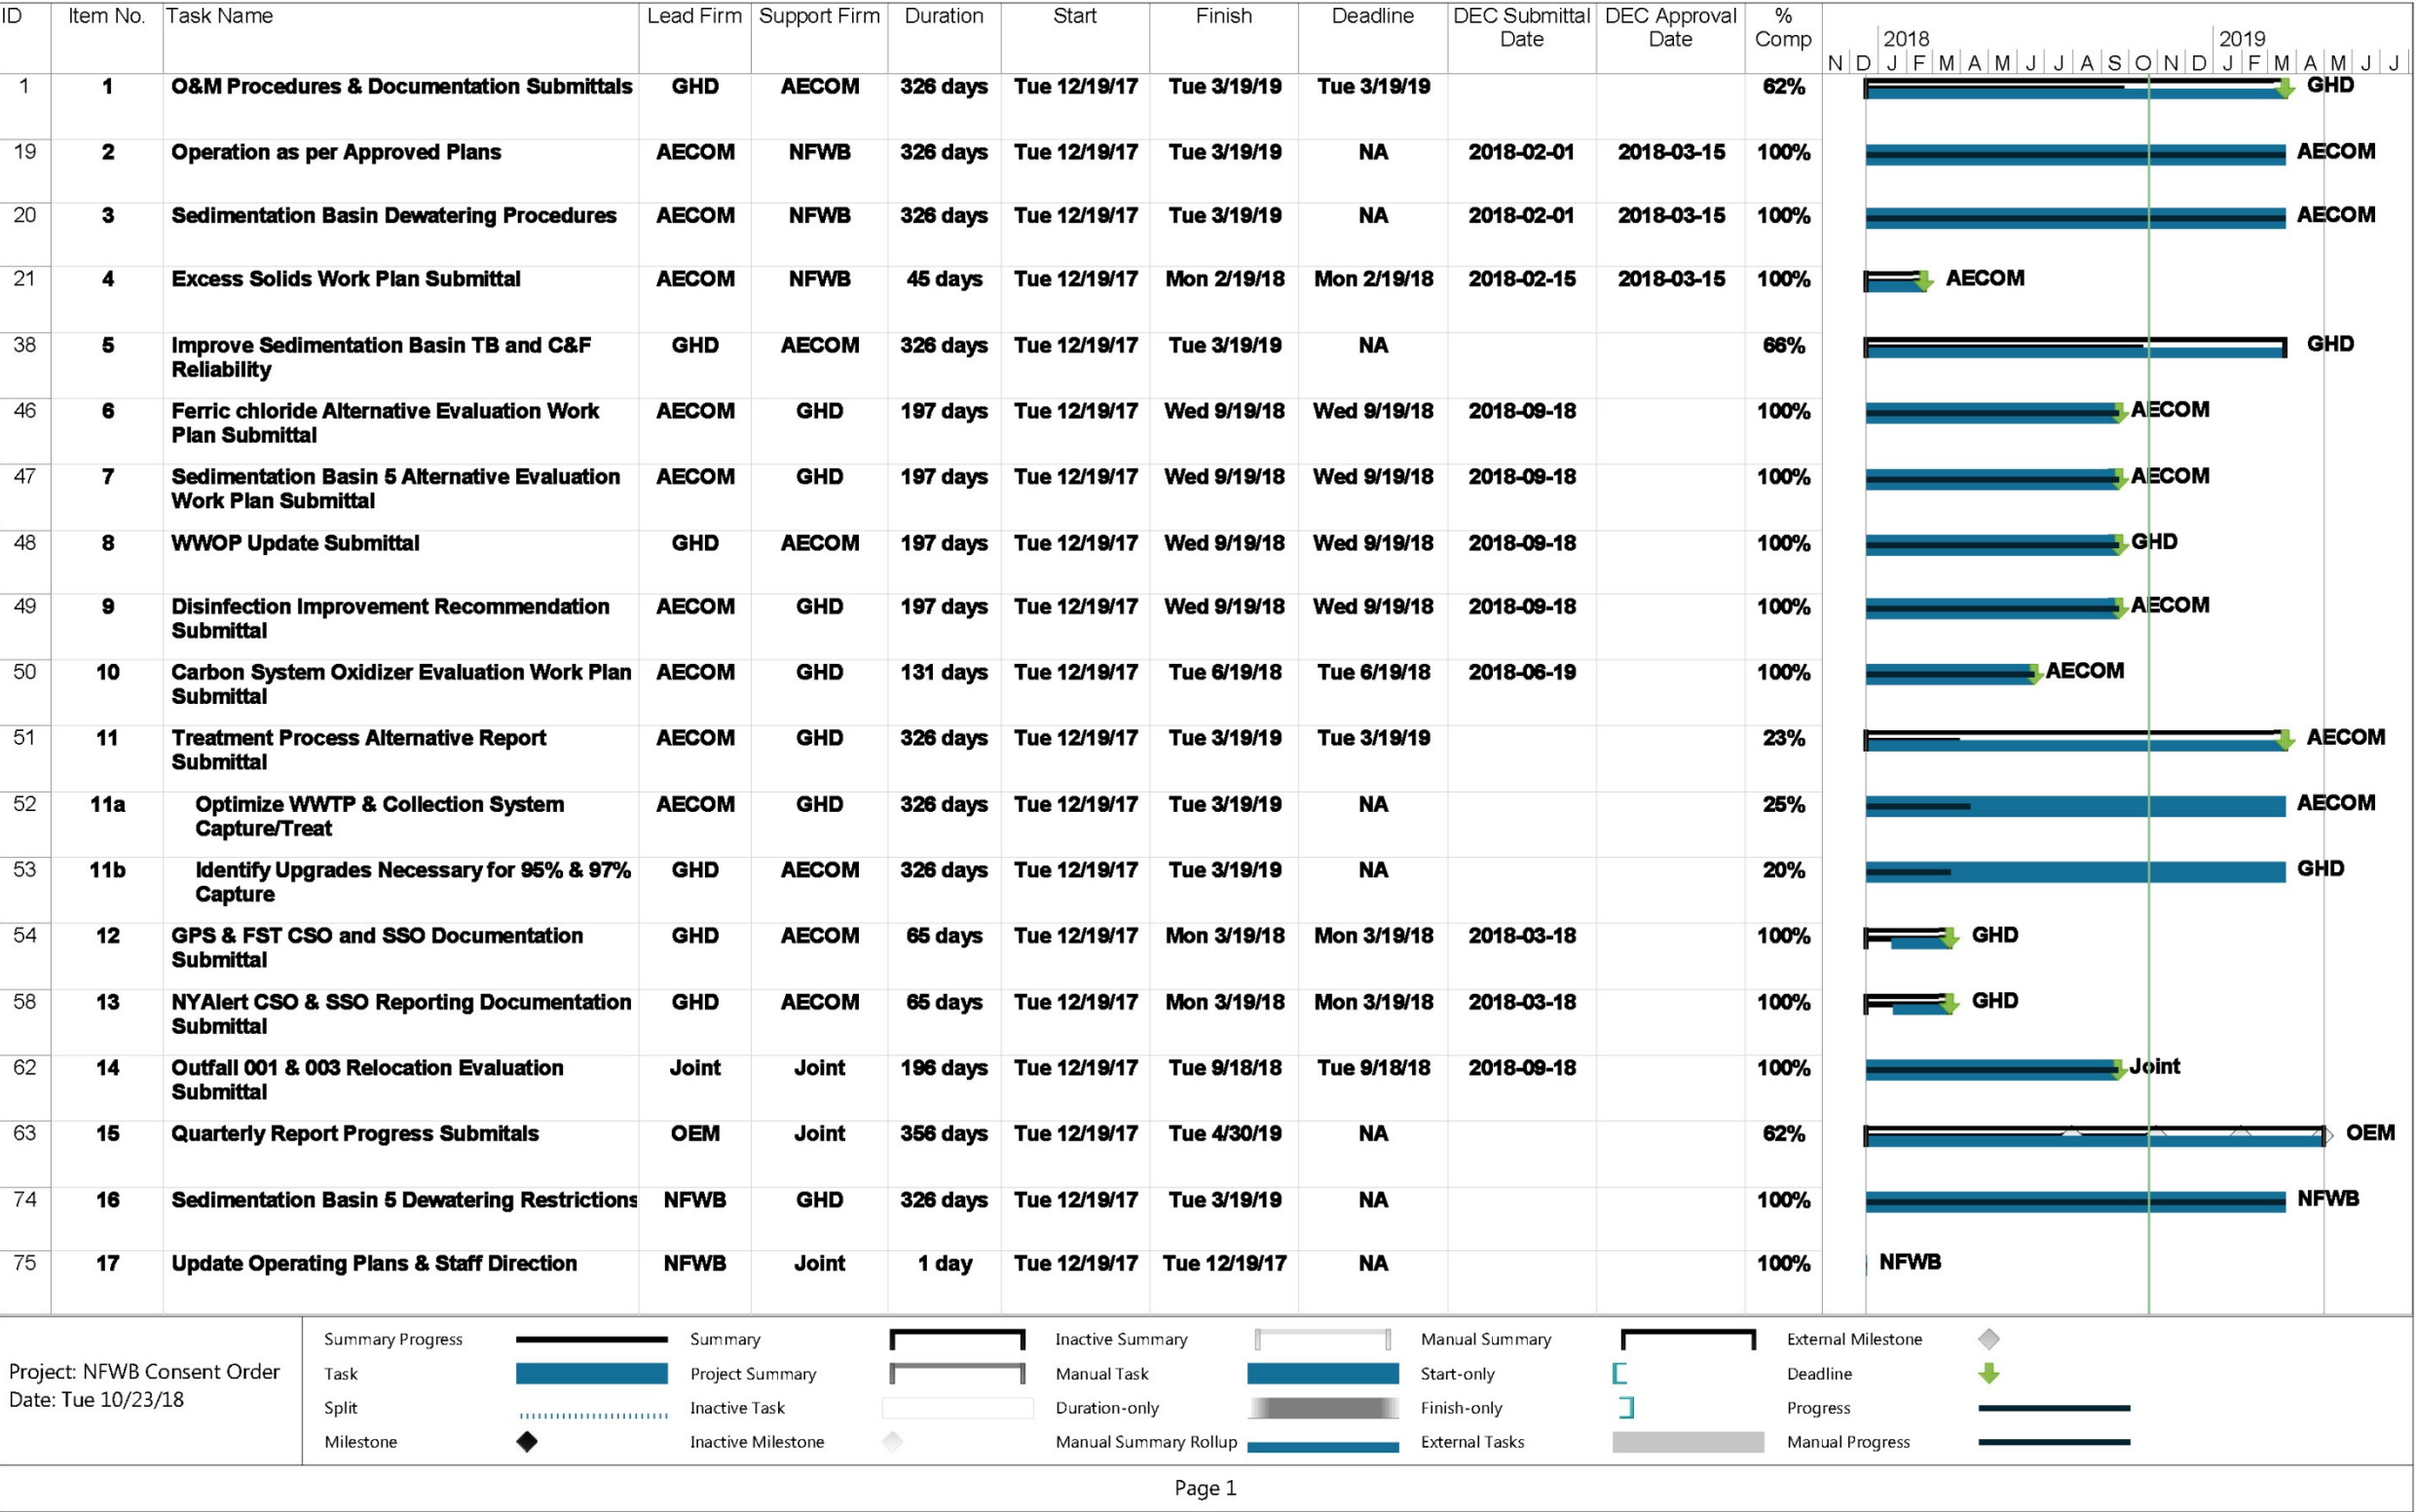 ID Item No. Task Name Lead Firm Support Firm Duration Start Finish Deadline DEC Submittal Date DEC Approval Date % Comp
2018 2019
N D J F M A M J J A S O N D J F M A M J J
1 1 O&M Procedures & Documentation Submittals GHD AECOM 326 days Tue 12/19/17 Tue 3/19/19 Tue 3/19/19 62% GHD
19 2 Operation as per Approved Plans AECOM NFWB 326 days Tue 12/19/17 Tue 3/19/19 NA 2018-02-01 2018-03-15 100% AECOM
20 3 Sedimentation Basin Dewatering Procedures AECOM NFWB 326 days Tue 12/19/17 Tue 3/19/19 NA 2018-02-01 2018-03-15 100% AECOM
21 4 Excess Solids Work Plan Submittal AECOM NFWB 45 days Tue 12/19/17 Mon 2/19/18 Mon 2/19/18 2018-02-15 2018-03-15 100% AECOM
38 5 Improve Sedimentation Basin TB and C&F GHD AECOM 326 days Tue 12/19/17 Tue 3/19/19 NA 66% GHD
Reliability
46 6 Ferric chloride Alternative Evaluation Work AECOM GHD 197 days Tue 12/19/17 Wed 9/19/18 Wed 9/19/18 2018-09-18 100% AECOM
Plan Submittal
47 7 Sedimentation Basin 5 Alternative Evaluation AECOM GHD 197 days Tue 12/19/17 Wed 9/19/18 Wed 9/19/18 2018-09-18 100% AECOM
Work Plan Submittal
48 8 WWOP Update Submittal GHD AECOM 197 days Tue 12/19/17 Wed 9/19/18 Wed 9/19/18 2018-09-18 100% GHD
49 9 Disinfection Improvement Recommendation AECOM GHD 197 days Tue 12/19/17 Wed 9/19/18 Wed 9/19/18 2018-09-18 100% AECOM
Submittal
50 10 Carbon System Oxidizer Evaluation Work Plan AECOM GHD 131 days Tue 12/19/17 Tue 6/19/18 Tue 6/19/18 2018-06-19 100% AECOM
Submittal
51 11 Treatment Process Alternative Report AECOM GHD 326 days Tue 12/19/17 Tue 3/19/19 Tue 3/19/19 23% AECOM
Submittal
52 11a Optimize WWTP & Collection System AECOM GHD 326 days Tue 12/19/17 Tue 3/19/19 NA 25% AECOM
Capture/Treat
53 11b Identify Upgrades Necessary for 95% & 97% GHD AECOM 326 days Tue 12/19/17 Tue 3/19/19 NA 20% GHD
Capture
54 12 GPS & FST CSO and SSO Documentation GHD AECOM 65 days Tue 12/19/17 Mon 3/19/18 Mon 3/19/18 2018-03-18 100% GHD
Submittal
58 13 NYAlert CSO & SSO Reporting Documentation GHD AECOM 65 days Tue 12/19/17 Mon 3/19/18 Mon 3/19/18 2018-03-18 100% GHD
Submittal
62 14 Outfall 001 & 003 Relocation Evaluation Joint Joint 196 days Tue 12/19/17 Tue 9/18/18 Tue 9/18/18 2018-09-18 100% Joint
Submittal
63 15 Quarterly Report Progress Submitals OEM Joint 356 days Tue 12/19/17 Tue 4/30/19 NA 62% OEM
74 16 Sedimentation Basin 5 Dewatering Restrictions NFWB GHD 326 days Tue 12/19/17 Tue 3/19/19 NA 100% NFWB
75 17 Update Operating Plans & Staff Direction NFWB Joint 1 day Tue 12/19/17 Tue 12/19/17 NA 100% NFWB
Project: NFWB Consent Order
Date: Tue 10/23/18
Summary Progress Summary Inactive Summary Manual Summary External Milestone
Task Project Summary Manual Task Start-only Deadline
Split Inactive Task Duration-only Finish-only Progress
Milestone Inactive Milestone Manual Summary Rollup External Tasks Manual Progress
Page 1